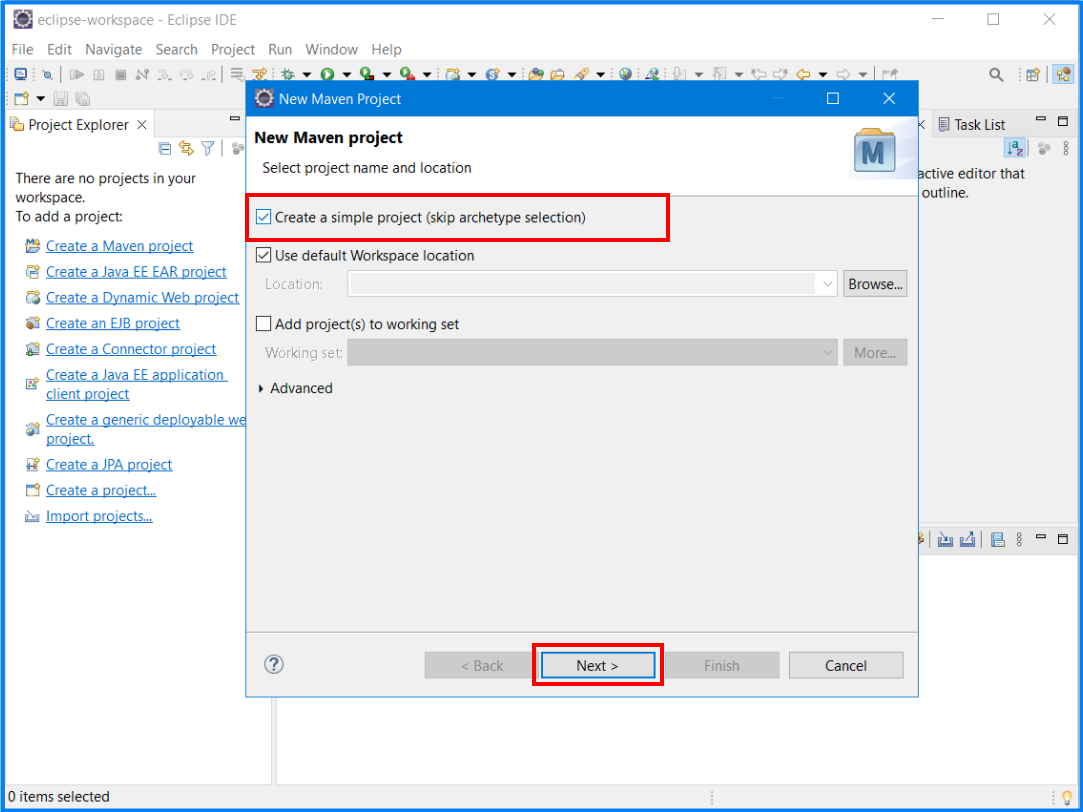 eclipse-workspace - Eclipse IDE
File Edit Navigate Search Project Run Window Help
Project Explorer
There are no projects in your
workspace.
To add a project:
Create a Maven project
Create a Java EE EAR project
Create a Dynamic Web project
Create an EJB project
Create a Connector project
Create a Java EE application
client project
Create a generic deployable we
project.
Create a JPA project
Create a project...
Import projects...
New Maven Project
New Maven project
Select project name and location
M
Create a simple project (skip archetype selection)
Use default Workspace location
Location:
Browse...
Add project(s) to working set
Working set:
More...
Advanced
< Back
Next >
Finish
Cancel
Task List
active editor that
outline.
0 items selected